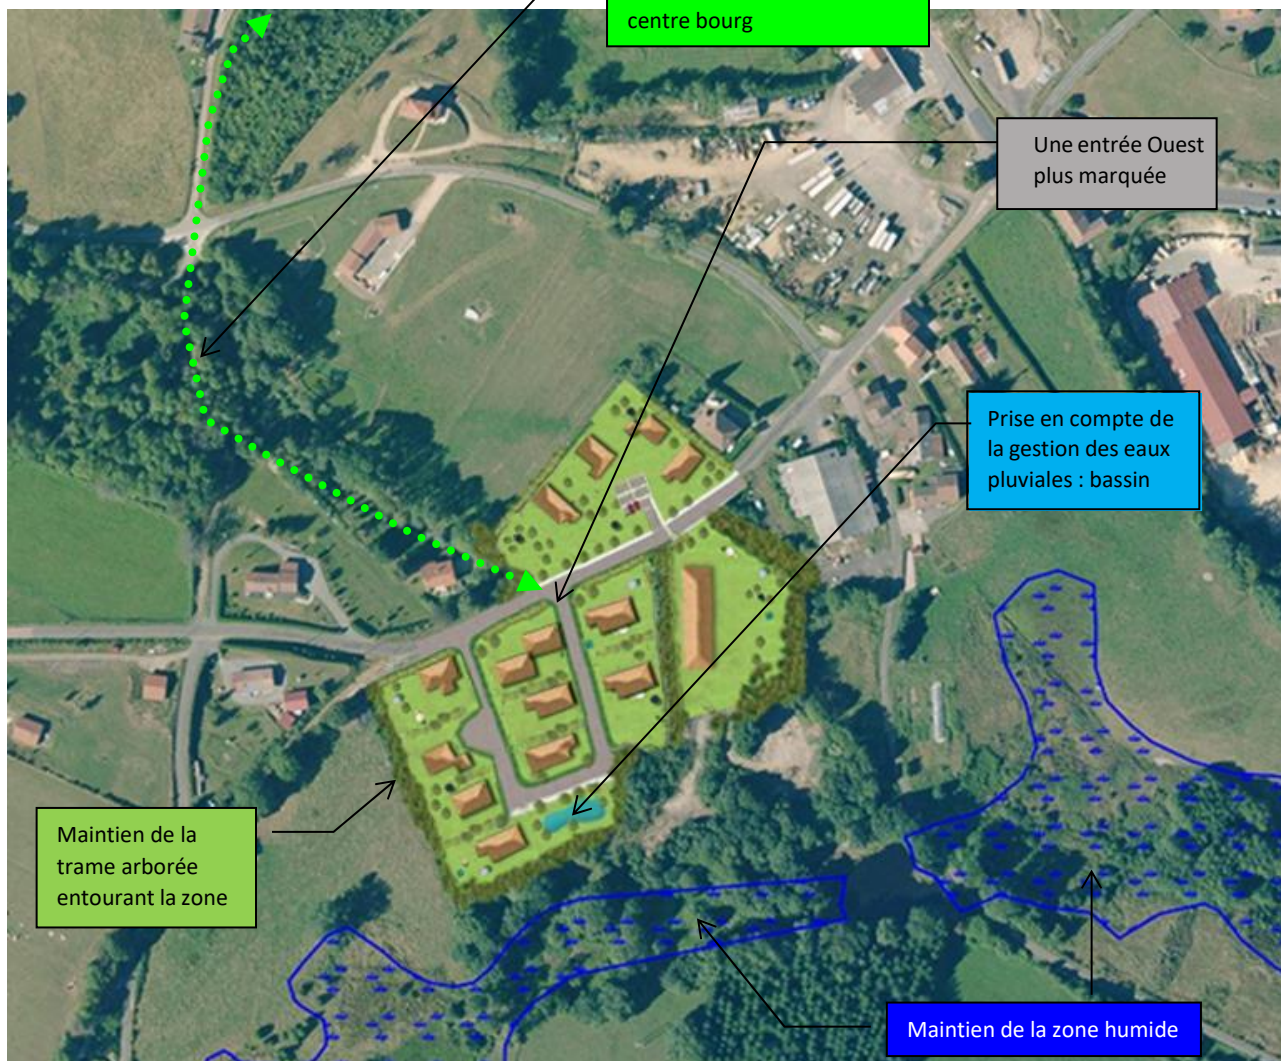 centre bourg
Une entrée Ouest
plus marquée
Prise en compte de
la gestion des eaux
pluviales : bassin
Maintien de la
trame arborée
entourant la zone
Maintien de la zone humide